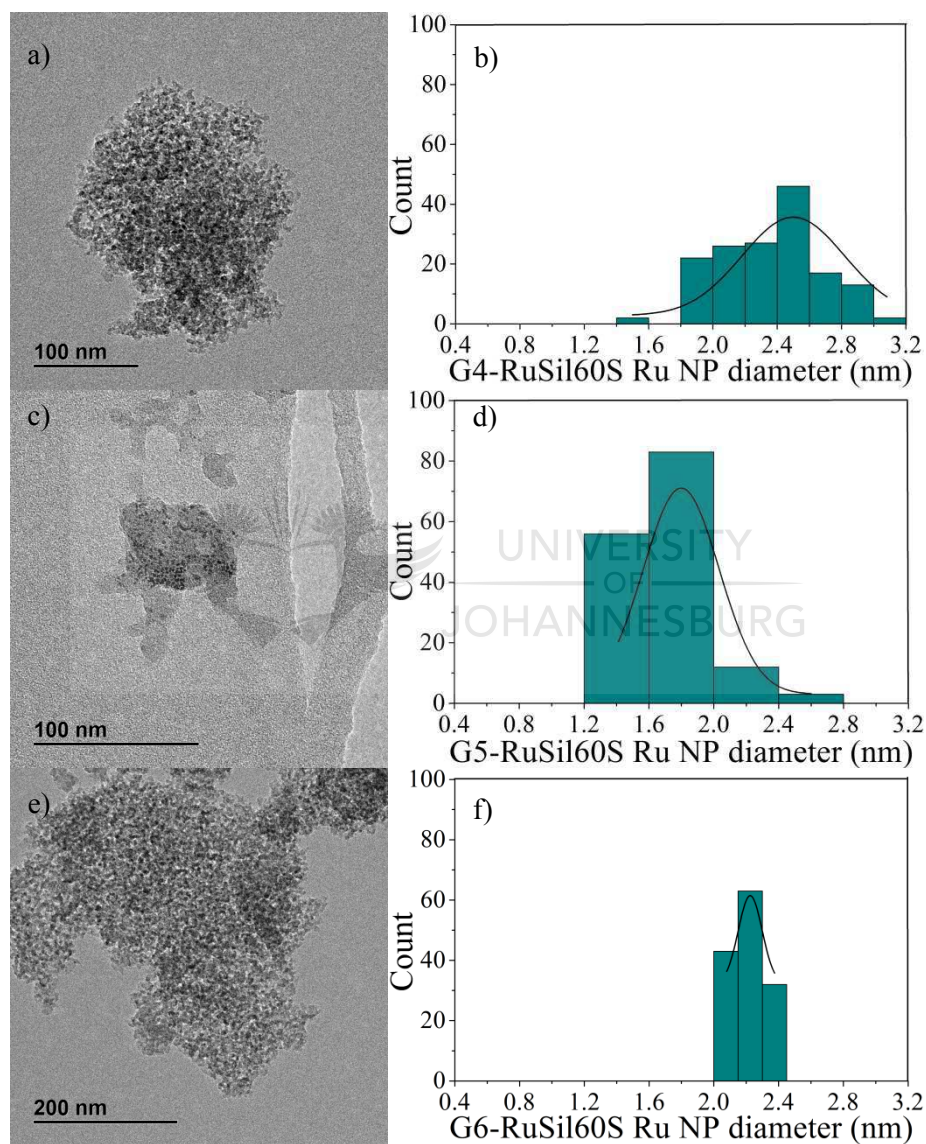 a)
100 nm
b)
100
80
60
40
20
0
Count
0.4 0.8 1.2 1.6 2.0 2.4 2.8 3.2
G4-RuSil60S Ru NP diameter (nm)
c)
100 nm
d)
100
80
60
40
20
0
Count
0.4 0.8 1.2 1.6 2.0 2.4 2.8 3.2
G5-RuSil60S Ru NP diameter (nm)
UNIVERSITY
OF
JOHANNESBURG
e)
200 nm
f)
100
80
60
40
20
0
Count
0.4 0.8 1.2 1.6 2.0 2.4 2.8 3.2
G6-RuSil60S Ru NP diameter (nm)